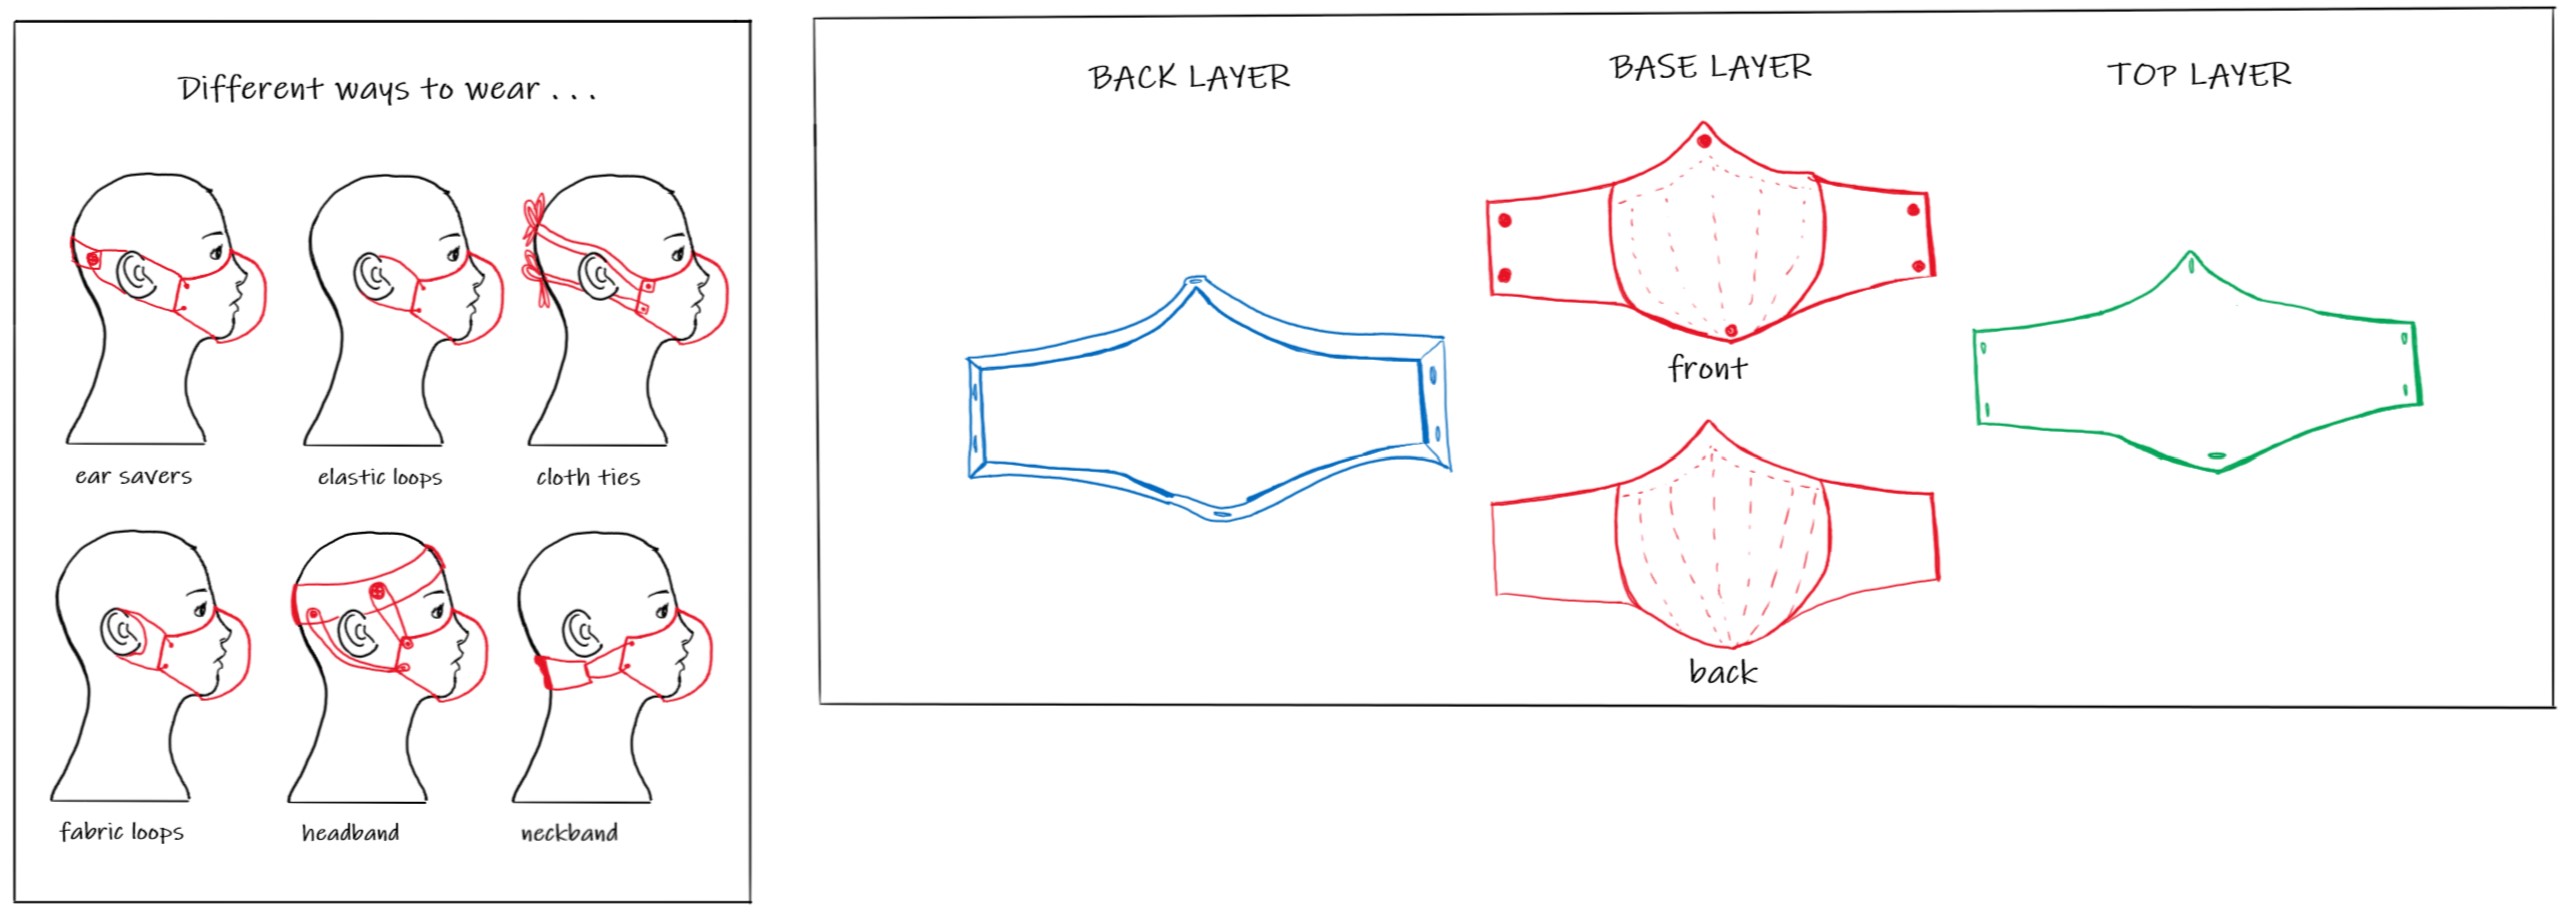 Different ways to wear . . .
ear savers
elastic loops
cloth ties
fabric loops
headband
neckband
BACK LAYER
BASE LAYER
TOP LAYER
front
back